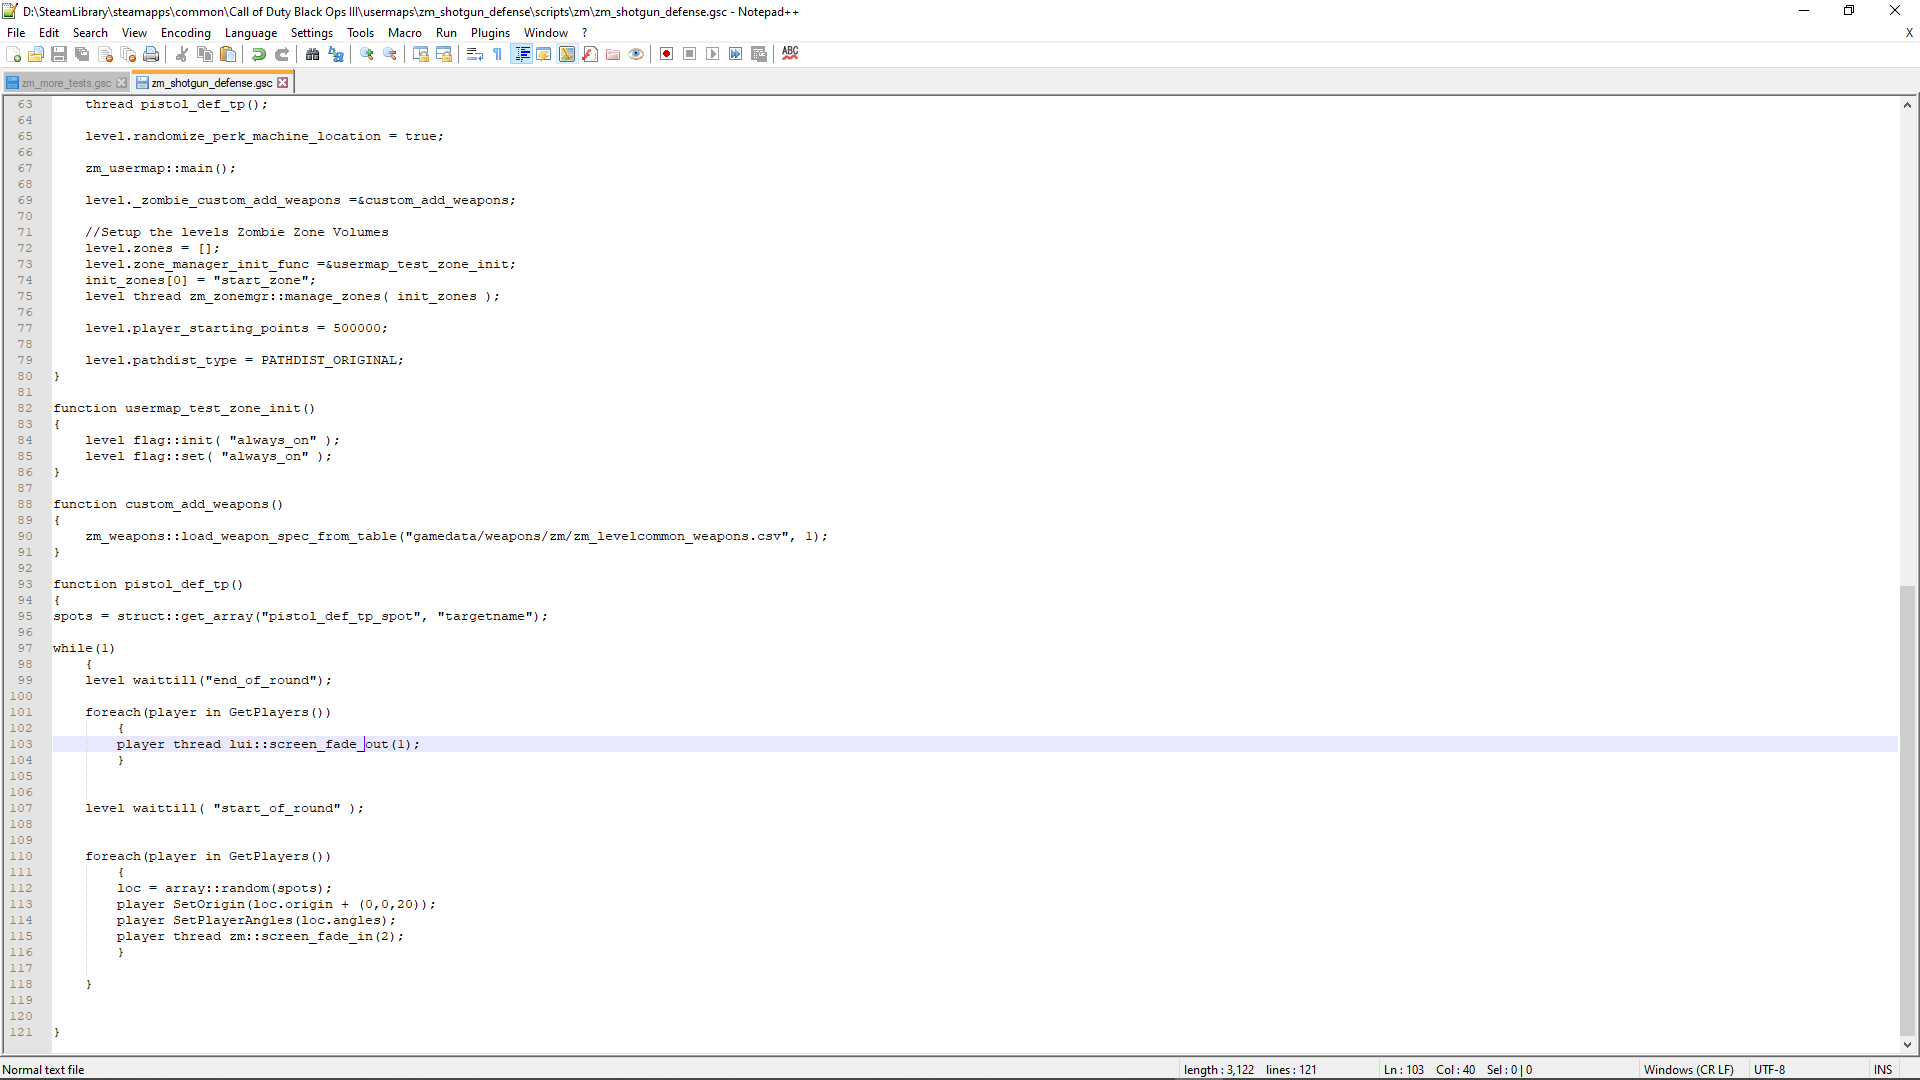 D:\SteamLibrary\steamapps\common\Call of Duty Black Ops III\usermaps\zm_shotgun_defense\scripts\zm\zm_shotgun_defense.gsc - Notepad++
File Edit Search View Encoding Language Settings Tools Macro Run Plugins Window ? X
zm_more_tests.gsc zm_shotgun_defense.gsc
63 thread pistol_def_tp();
64
65 level.randomize_perk_machine_location = true;
66
67 zm_usermap::main();
68
69 level._zombie_custom_add_weapons =&custom_add_weapons;
70
71 //Setup the levels Zombie Zone Volumes
72 level.zones = [];
73 level.zone_manager_init_func =&usermap_test_zone_init;
74 init_zones[0] = "start_zone";
75 level thread zm_zonemgr::manage_zones( init_zones );
76
77 level.player_starting_points = 500000;
78
79 level.pathdist_type = PATHDIST_ORIGINAL;
80 }
81
82 function usermap_test_zone_init()
83 {
84 level flag::init( "always_on" );
85 level flag::set( "always_on" );
86 }
87
88 function custom_add_weapons()
89 {
90 zm_weapons::load_weapon_spec_from_table("gamedata/weapons/zm/zm_levelcommon_weapons.csv", 1);
91 }
92
93 function pistol_def_tp()
94 {
95 spots = struct::get_array("pistol_def_tp_spot", "targetname");
96
97 while(1)
98 {
99 level waittill("end_of_round");
100
101 foreach(player in GetPlayers())
102 {
103 player thread lui::screen_fade_out(1);
104 }
105
106
107 level waittill( "start_of_round" );
108
109
110 foreach(player in GetPlayers())
111 {
112 loc = array::random(spots);
113 player SetOrigin(loc.origin + (0,0,20));
114 player SetPlayerAngles(loc.angles);
115 player thread zm::screen_fade_in(2);
116 }
117
118 }
119
120
121 }
Normal text file length : 3,122 lines : 121 Ln : 103 Col : 40 Sel : 0 | 0 Windows (CR LF) UTF-8 INS